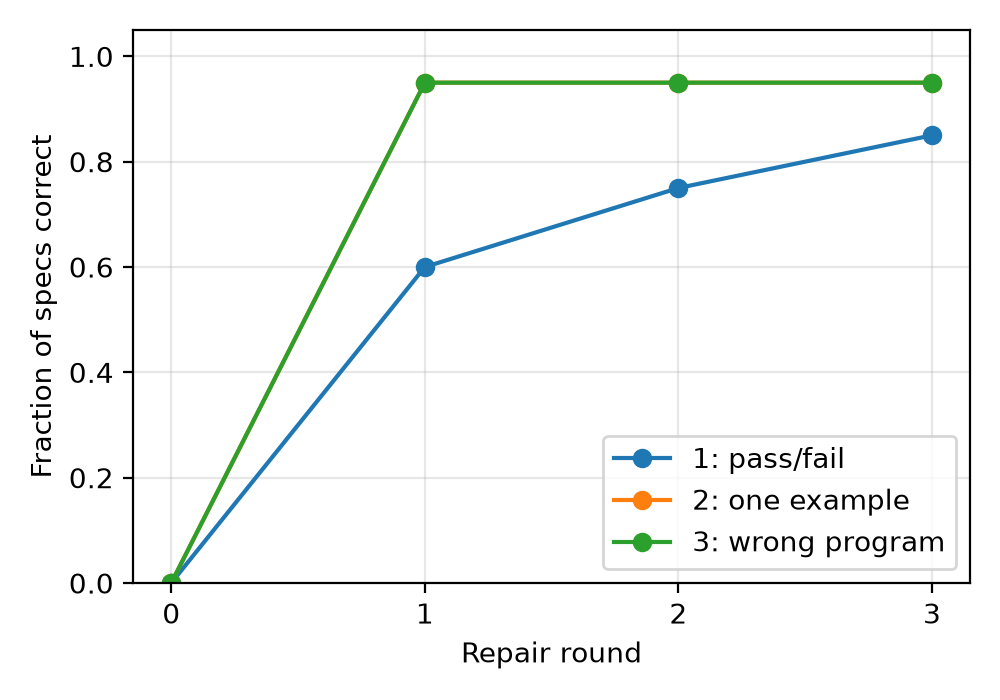 1.0
0.8
0.6
0.4
0.2
0.0
Fraction of specs correct
1: pass/fail
2: one example
3: wrong program
0 1 2 3
Repair round